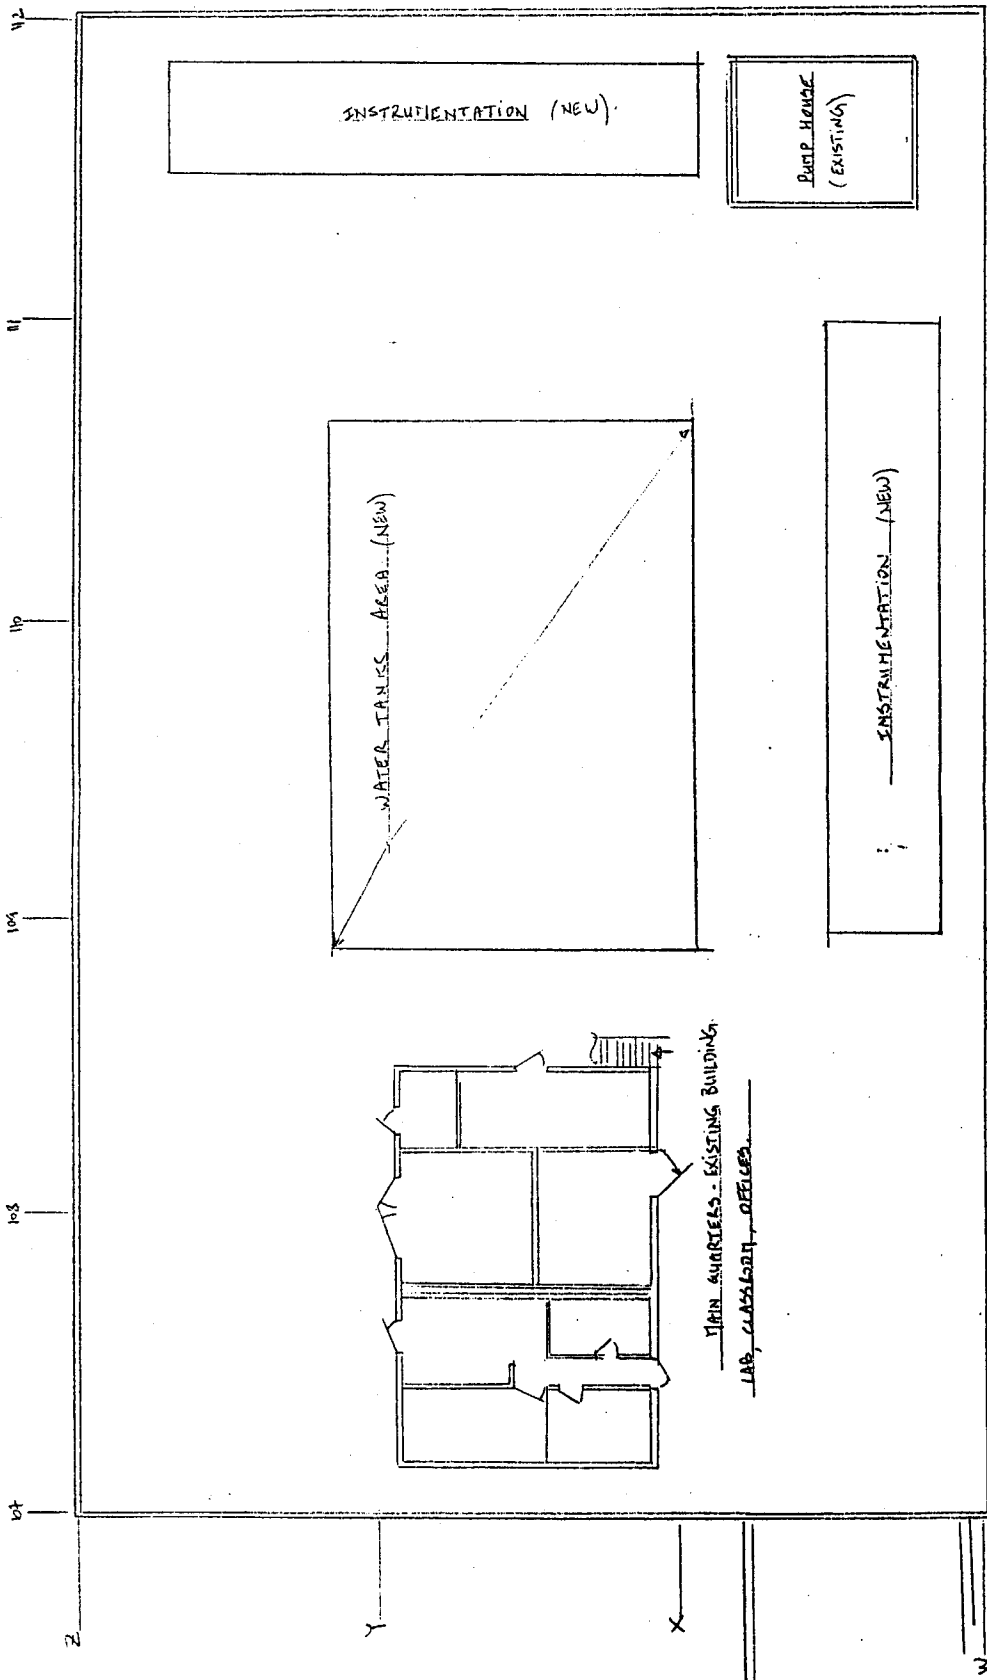 112
INSTRUMENTATION (NEW).
PUMP HOUSE
(EXISTING)
111
WATER TANKS AREA (NEW)
110
INSTRUMENTATION (NEW)
109
MAIN QUARTERS - EXISTING BUILDING.
LAB, CLASSROOM, OFFICES.
108
107
Z
Y
X
W